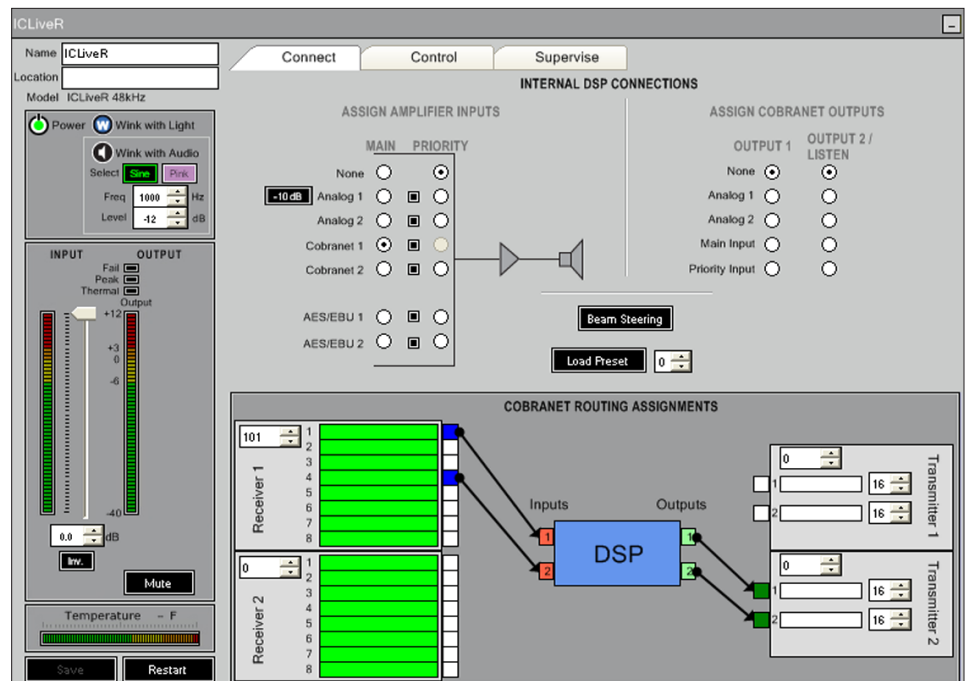 ICLiveR
Name ICLiveR
Location
Model ICLiveR 48kHz
Power W Wink with Light
Wink with Audio
Select Sine Pink
Freq 1000 Hz
Level -12 dB
INPUT OUTPUT
Fail
Peak
Thermal
Output
+12
+3
0
-6
-40
0.0 dB
Inv.
Mute
Temperature - F
Save Restart
Connect Control Supervise
INTERNAL DSP CONNECTIONS
ASSIGN AMPLIFIER INPUTS
MAIN PRIORITY
None
-10 dB Analog 1
Analog 2
Cobranet 1
Cobranet 2
AES/EBU 1
AES/EBU 2
ASSIGN COBRANET OUTPUTS
OUTPUT 1 OUTPUT 2 /
LISTEN
None
Analog 1
Analog 2
Main Input
Priority Input
Beam Steering
Load Preset 0
COBRANET ROUTING ASSIGNMENTS
101
Receiver 1
1
2
3
4
5
6
7
8
0
Receiver 2
1
2
3
4
5
6
7
8
Inputs Outputs
1 DSP 1
2 2
0
1 16
2 16
Transmitter 1
0
1 16
2 16
Transmitter 2